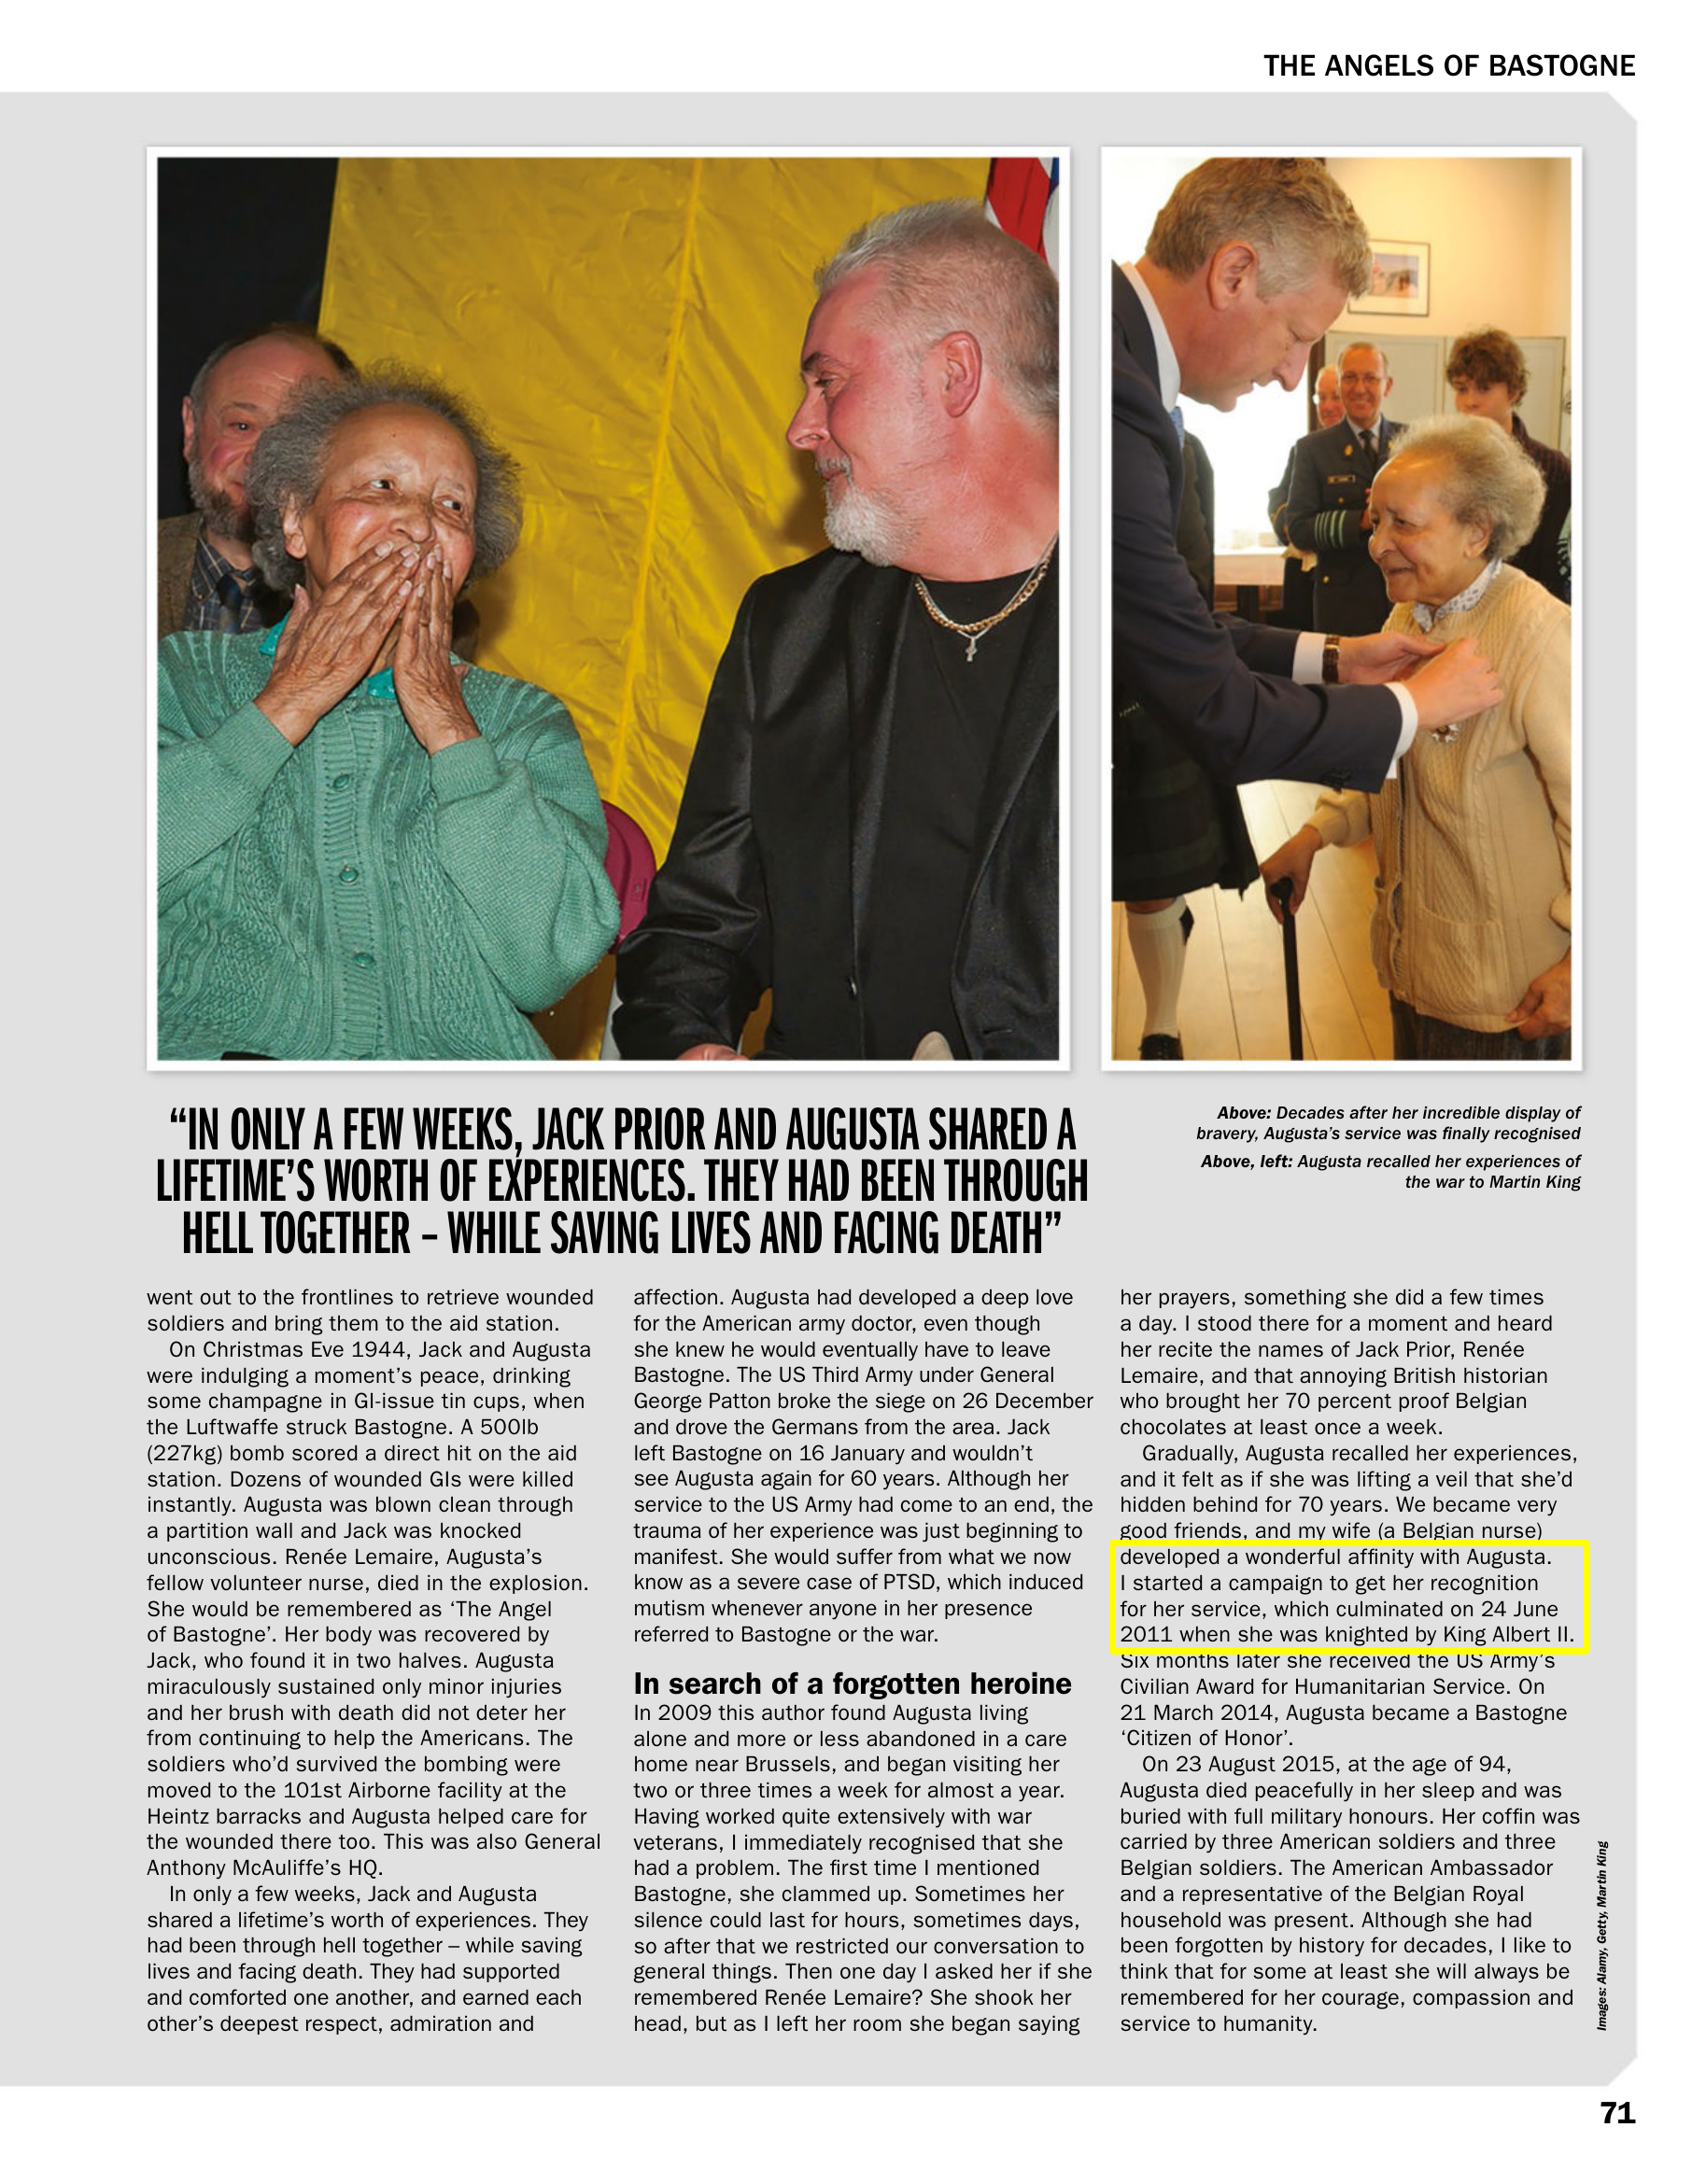 THE ANGELS OF BASTOGNE
“IN ONLY A FEW WEEKS, JACK PRIOR AND AUGUSTA SHARED A
LIFETIME’S WORTH OF EXPERIENCES. THEY HAD BEEN THROUGH
HELL TOGETHER – WHILE SAVING LIVES AND FACING DEATH”
Above: Decades after her incredible display of
bravery, Augusta’s service was finally recognised
Above, left: Augusta recalled her experiences of
the war to Martin King
went out to the frontlines to retrieve wounded
soldiers and bring them to the aid station.
On Christmas Eve 1944, Jack and Augusta
were indulging a moment’s peace, drinking
some champagne in GI-issue tin cups, when
the Luftwaffe struck Bastogne. A 500lb
(227kg) bomb scored a direct hit on the aid
station. Dozens of wounded GIs were killed
instantly. Augusta was blown clean through
a partition wall and Jack was knocked
unconscious. Renée Lemaire, Augusta’s
fellow volunteer nurse, died in the explosion.
She would be remembered as ‘The Angel
of Bastogne’. Her body was recovered by
Jack, who found it in two halves. Augusta
miraculously sustained only minor injuries
and her brush with death did not deter her
from continuing to help the Americans. The
soldiers who’d survived the bombing were
moved to the 101st Airborne facility at the
Heintz barracks and Augusta helped care for
the wounded there too. This was also General
Anthony McAuliffe’s HQ.
In only a few weeks, Jack and Augusta
shared a lifetime’s worth of experiences. They
had been through hell together – while saving
lives and facing death. They had supported
and comforted one another, and earned each
other’s deepest respect, admiration and
affection. Augusta had developed a deep love
for the American army doctor, even though
she knew he would eventually have to leave
Bastogne. The US Third Army under General
George Patton broke the siege on 26 December
and drove the Germans from the area. Jack
left Bastogne on 16 January and wouldn’t
see Augusta again for 60 years. Although her
service to the US Army had come to an end, the
trauma of her experience was just beginning to
manifest. She would suffer from what we now
know as a severe case of PTSD, which induced
mutism whenever anyone in her presence
referred to Bastogne or the war.
In search of a forgotten heroine
In 2009 this author found Augusta living
alone and more or less abandoned in a care
home near Brussels, and began visiting her
two or three times a week for almost a year.
Having worked quite extensively with war
veterans, I immediately recognised that she
had a problem. The first time I mentioned
Bastogne, she clammed up. Sometimes her
silence could last for hours, sometimes days,
so after that we restricted our conversation to
general things. Then one day I asked her if she
remembered Renée Lemaire? She shook her
head, but as I left her room she began saying
her prayers, something she did a few times
a day. I stood there for a moment and heard
her recite the names of Jack Prior, Renée
Lemaire, and that annoying British historian
who brought her 70 percent proof Belgian
chocolates at least once a week.
Gradually, Augusta recalled her experiences,
and it felt as if she was lifting a veil that she’d
hidden behind for 70 years. We became very
good friends, and my wife (a Belgian nurse)
developed a wonderful affinity with Augusta.
I started a campaign to get her recognition
for her service, which culminated on 24 June
2011 when she was knighted by King Albert II.
Six months later she received the US Army’s
Civilian Award for Humanitarian Service. On
21 March 2014, Augusta became a Bastogne
‘Citizen of Honor’.
On 23 August 2015, at the age of 94,
Augusta died peacefully in her sleep and was
buried with full military honours. Her coffin was
carried by three American soldiers and three
Belgian soldiers. The American Ambassador
and a representative of the Belgian Royal
household was present. Although she had
been forgotten by history for decades, I like to
think that for some at least she will always be
remembered for her courage, compassion and
service to humanity.
Images: Alamy, Getty, Martin King
71